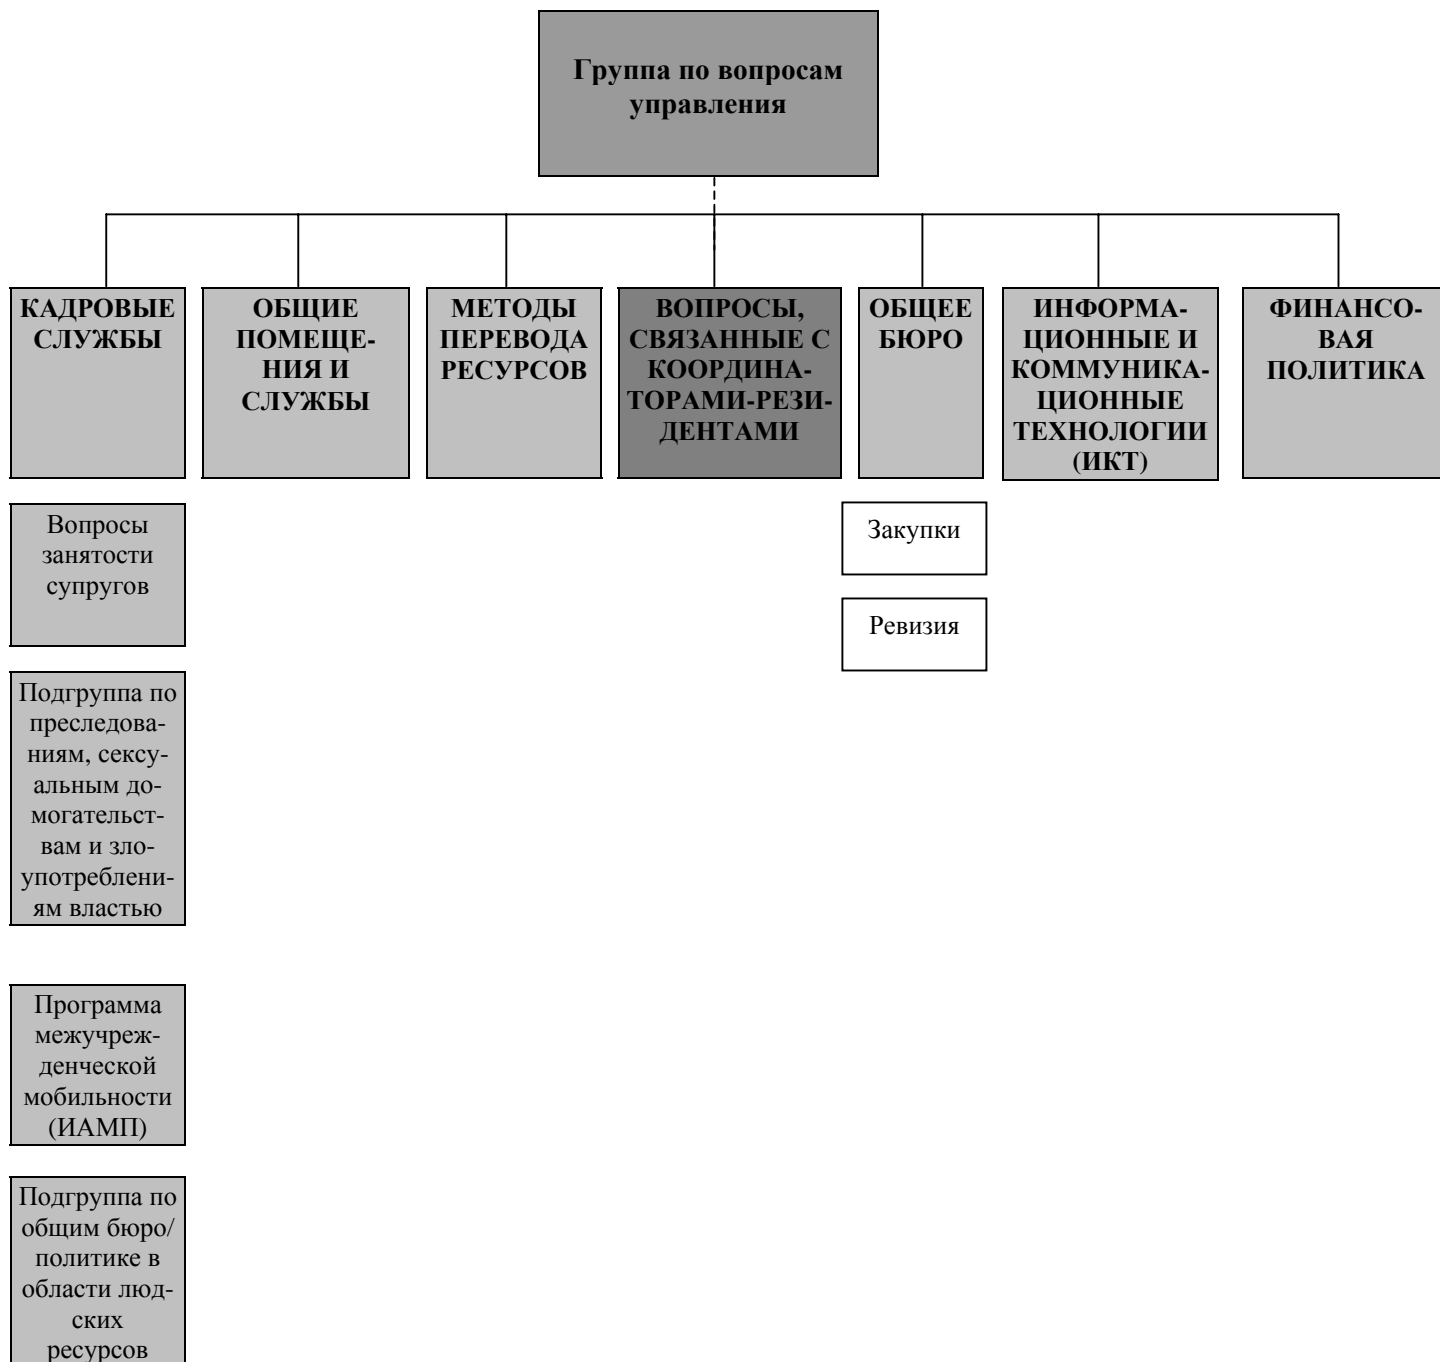 Группа по вопросам
управления
КАДРОВЫЕ
СЛУЖБЫ
ОБЩИЕ
ПОМЕЩЕ-
НИЯ И
СЛУЖБЫ
МЕТОДЫ
ПЕРЕВОДА
РЕСУРСОВ
ВОПРОСЫ,
СВЯЗАННЫЕ С
КООРДИНА-
ТОРАМИ-РЕЗИ-
ДЕНТАМИ
ОБЩЕЕ
БЮРО
ИНФОРМА-
ЦИОННЫЕ И
КОММУНИКА-
ЦИОННЫЕ
ТЕХНОЛОГИИ
(ИКТ)
ФИНАНСО-
ВАЯ
ПОЛИТИКА
Вопросы
занятости
супругов
Закупки
Ревизия
Подгруппа по
преследова-
ниям, сексу-
альным до-
могательст-
вам и зло-
употреблени-
ям властью
Программа
межучреж-
денческой
мобильности
(ИАМП)
Подгруппа по
общим бюро/
политике в
области люд-
ских
ресурсов